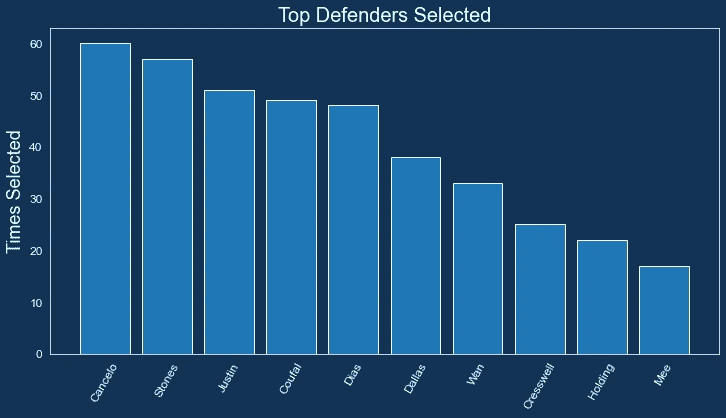 Top Defenders Selected
Times Selected
60
50
40
30
20
10
0
Cancelo
Stones
Justin
Coufal
Dias
Dallas
Wan
Cresswell
Holding
Mee